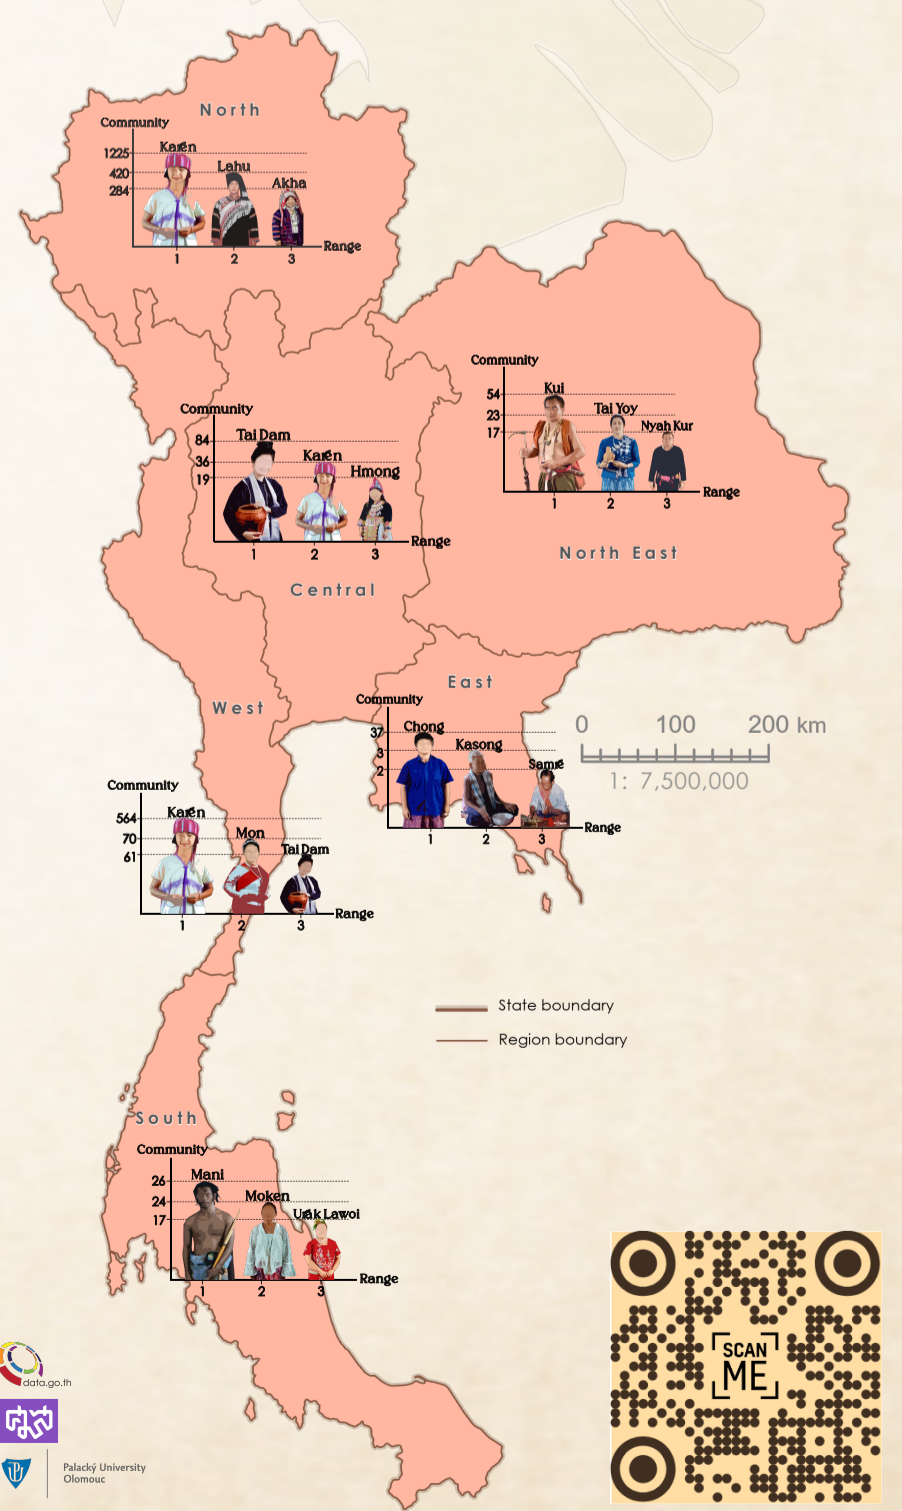 North
Community
Karen
1225
Lahu
420
Akha
284
Range
1 2 3
Community
Kui
54
Tai Yoy
23
Nyah Kur
17
Range
1 2 3
North East
Community
Tai Dam
84
Karen
36
Hmong
19
Range
1 2 3
Central
East
Community
Chong
37
Kasong
3
Samre
2
Range
1 2 3
0 100 200 km
1: 7,500,000
West
Community
Karen
564
Mon
70
Tai Dam
61
Range
1 2 3
State boundary
Region boundary
South
Community
Mani
26
Moken
24
Urak Lawoi
17
Range
1 2 3
SCAN
ME
data.go.th
Palacký University
Olomouc